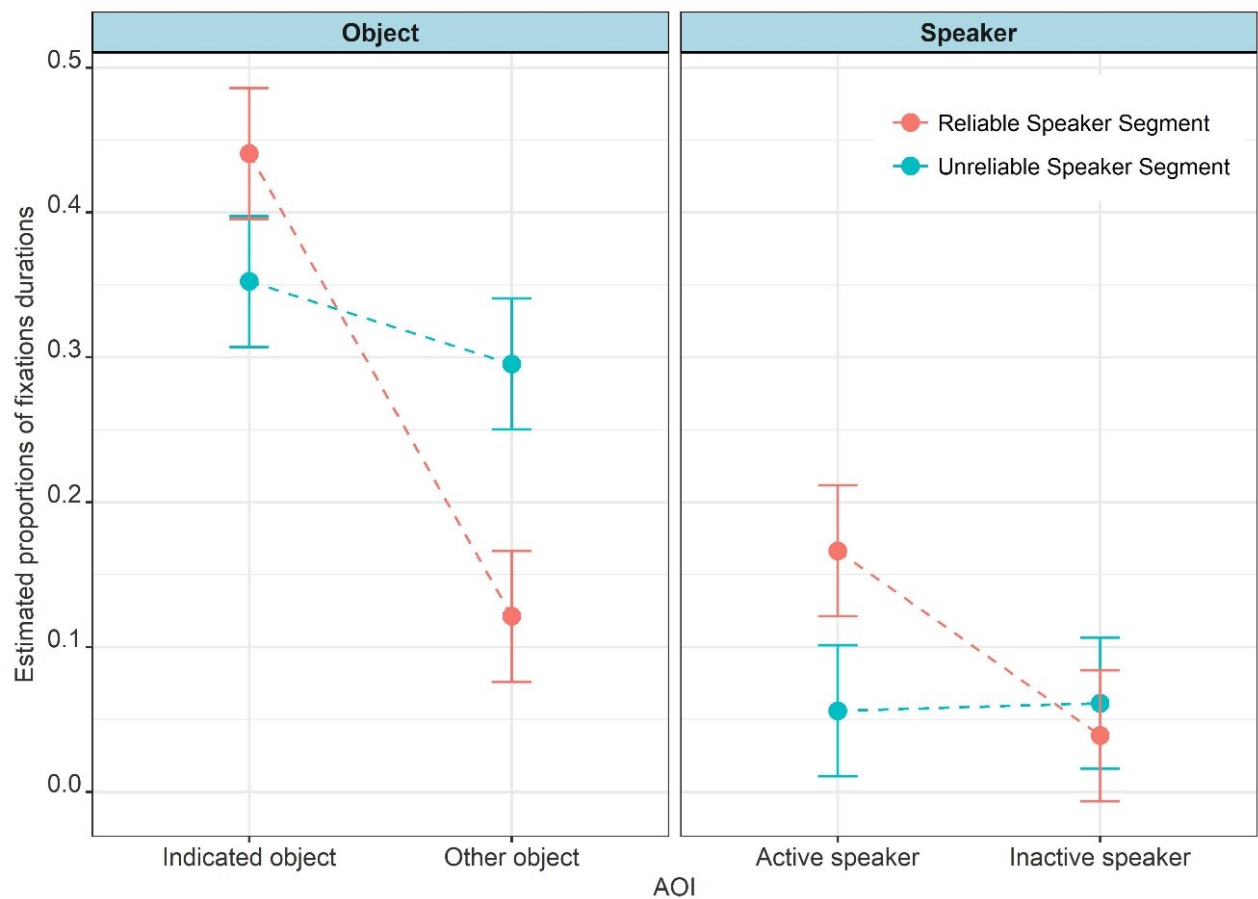 Object
Speaker
Reliable Speaker Segment
Unreliable Speaker Segment
Estimated proportions of fixations durations
0.5
0.4
0.3
0.2
0.1
0.0
Indicated object
Other object
Active speaker
Inactive speaker
AOI